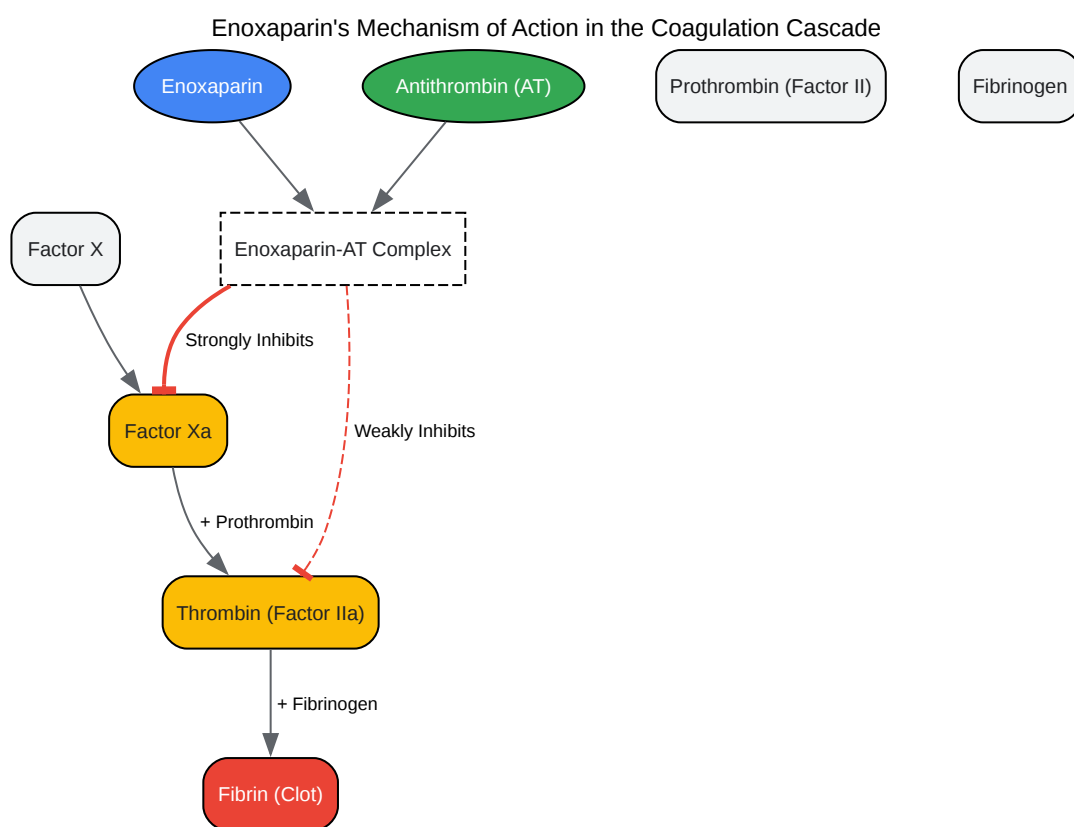 Enoxaparin's Mechanism of Action in the Coagulation Cascade
Enoxaparin
Antithrombin (AT)
Prothrombin (Factor II)
Fibrinogen
Factor X
Enoxaparin-AT Complex
Strongly Inhibits
Factor Xa
Weakly Inhibits
+ Prothrombin
Thrombin (Factor IIa)
+ Fibrinogen
Fibrin (Clot)